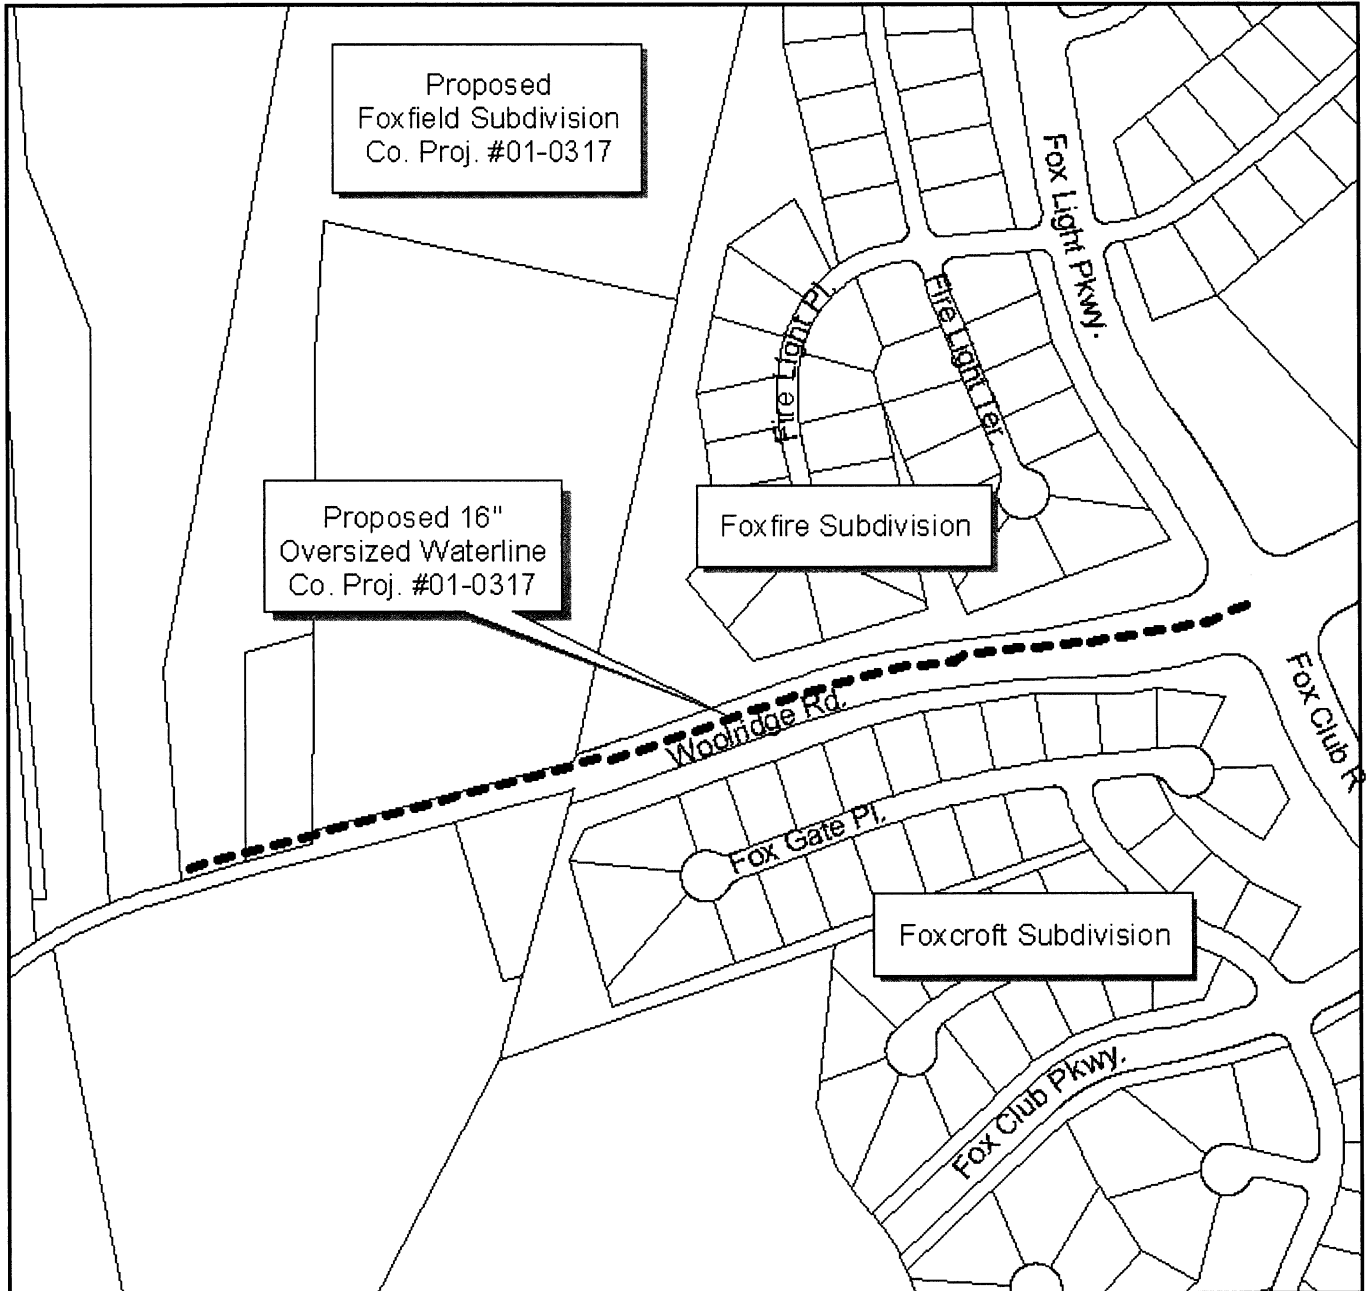 Proposed
Foxfield Subdivision
Co. Proj. #01-0317
Fox Light Pkwy.
Fire Light Pl.
Fire Light Ter
Proposed 16"
Oversized Waterline
Co. Proj. #01-0317
Foxfire Subdivision
Woolridge Rd.
Fox Club R
Fox Gate Pl.
Foxcroft Subdivision
Fox Club Pkwy.